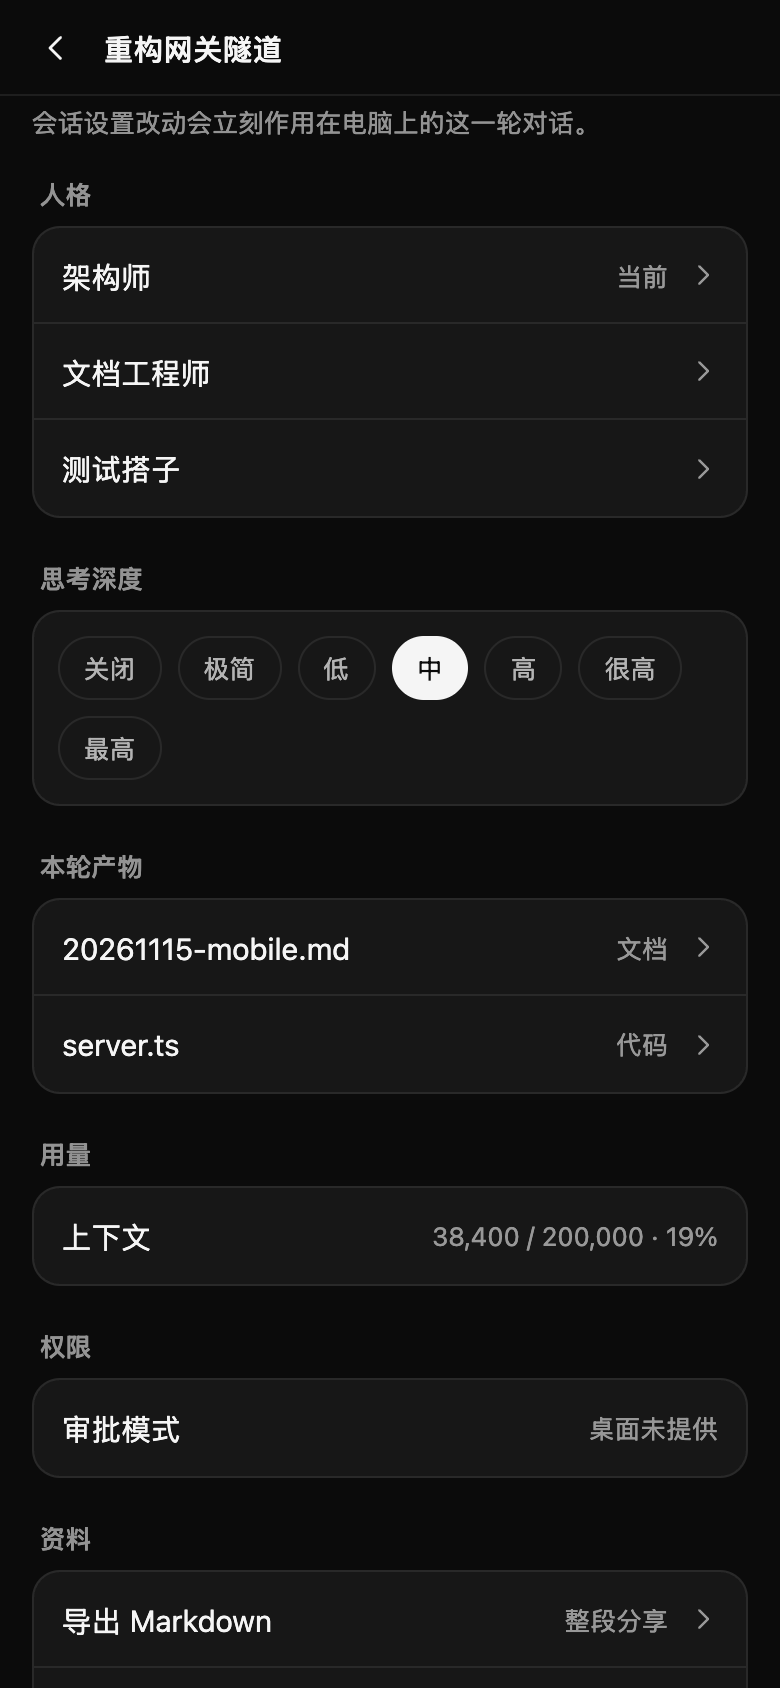 重构网关隧道
会话设置改动会立刻作用在电脑上的这一轮对话。
人格
架构师 当前
文档工程师
测试搭子
思考深度
关闭 极简 低 中 高 很高
最高
本轮产物
20261115-mobile.md 文档
server.ts 代码
用量
上下文 38,400 / 200,000 · 19%
权限
审批模式 桌面未提供
资料
导出 Markdown 整段分享